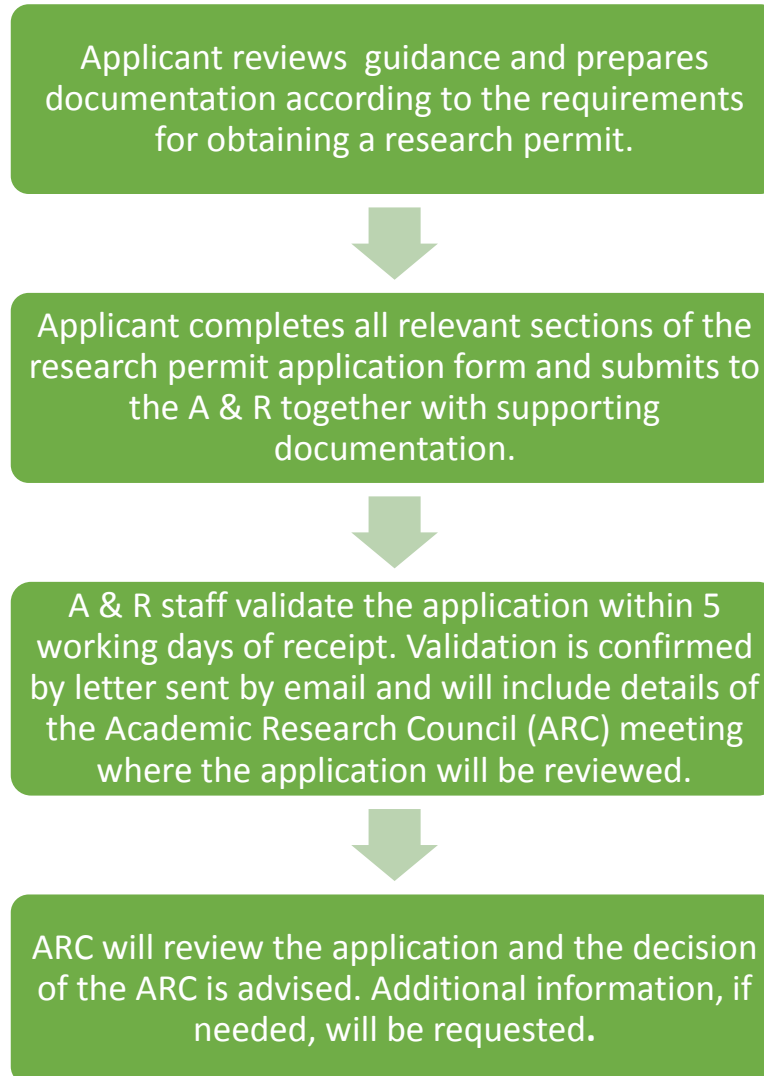 Applicant reviews  guidance and prepares
documentation according to the requirements
for obtaining a research permit.
Applicant completes all relevant sections of the
research permit application form and submits to
the A & R together with supporting
documentation.
A & R staff validate the application within 5
working days of receipt. Validation is confirmed
by letter sent by email and will include details of
the Academic Research Council (ARC) meeting
where the application will be reviewed.
ARC will review the application and the decision
of the ARC is advised. Additional information, if
needed, will be requested.